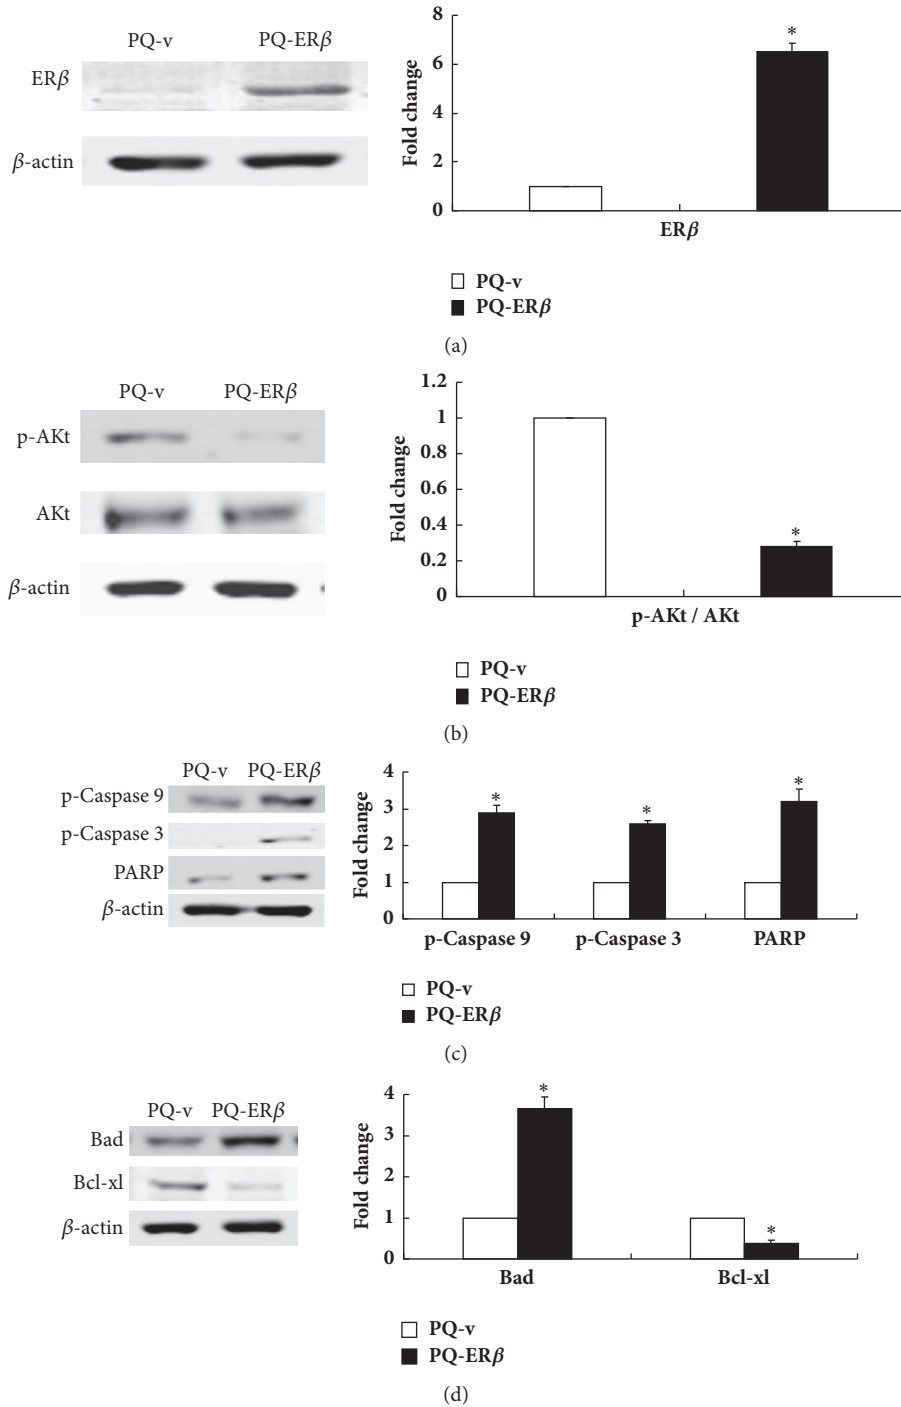 PQ-v PQ-ERβ
ERβ
β-actin
8
6
4
2
0
Fold change
*
ERβ
PQ-v
PQ-ERβ
(a)
PQ-v PQ-ERβ
p-AKt
AKt
β-actin
1.2
1
0.8
0.6
0.4
0.2
0
Fold change
*
p-AKt / AKt
PQ-v
PQ-ERβ
(b)
PQ-v PQ-ERβ
p-Caspase 9
p-Caspase 3
PARP
β-actin
4
3
2
1
0
Fold change
* * *
p-Caspase 9 p-Caspase 3 PARP
PQ-v
PQ-ERβ
(c)
PQ-v PQ-ERβ
Bad
Bcl-xl
β-actin
4
3
2
1
0
Fold change
* *
Bad Bcl-xl
PQ-v
PQ-ERβ
(d)